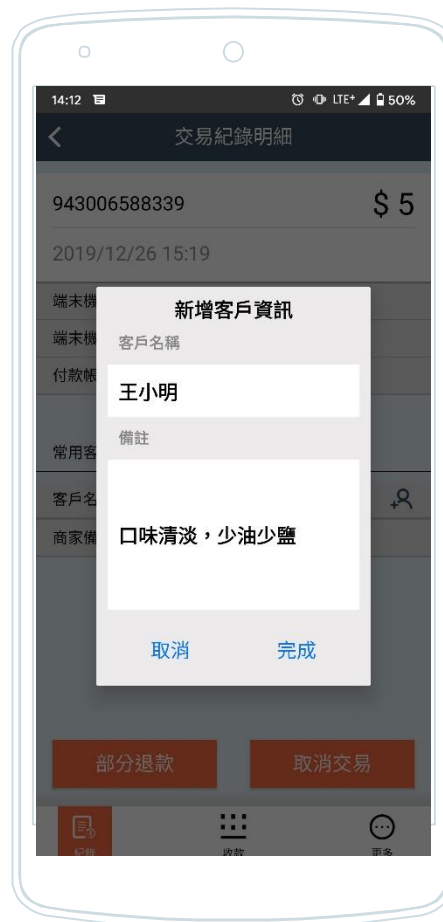 14:12 LTE+ 50%
交易紀錄明細
943006588339 $ 5
2019/12/26 15:19
端末機
端末機
付款帳
常用客
客戶名
商家備
新增客戶資訊
客戶名稱
王小明
備註
口味清淡，少油少鹽
取消 完成
部分退款 取消交易
紀錄 收款 更多